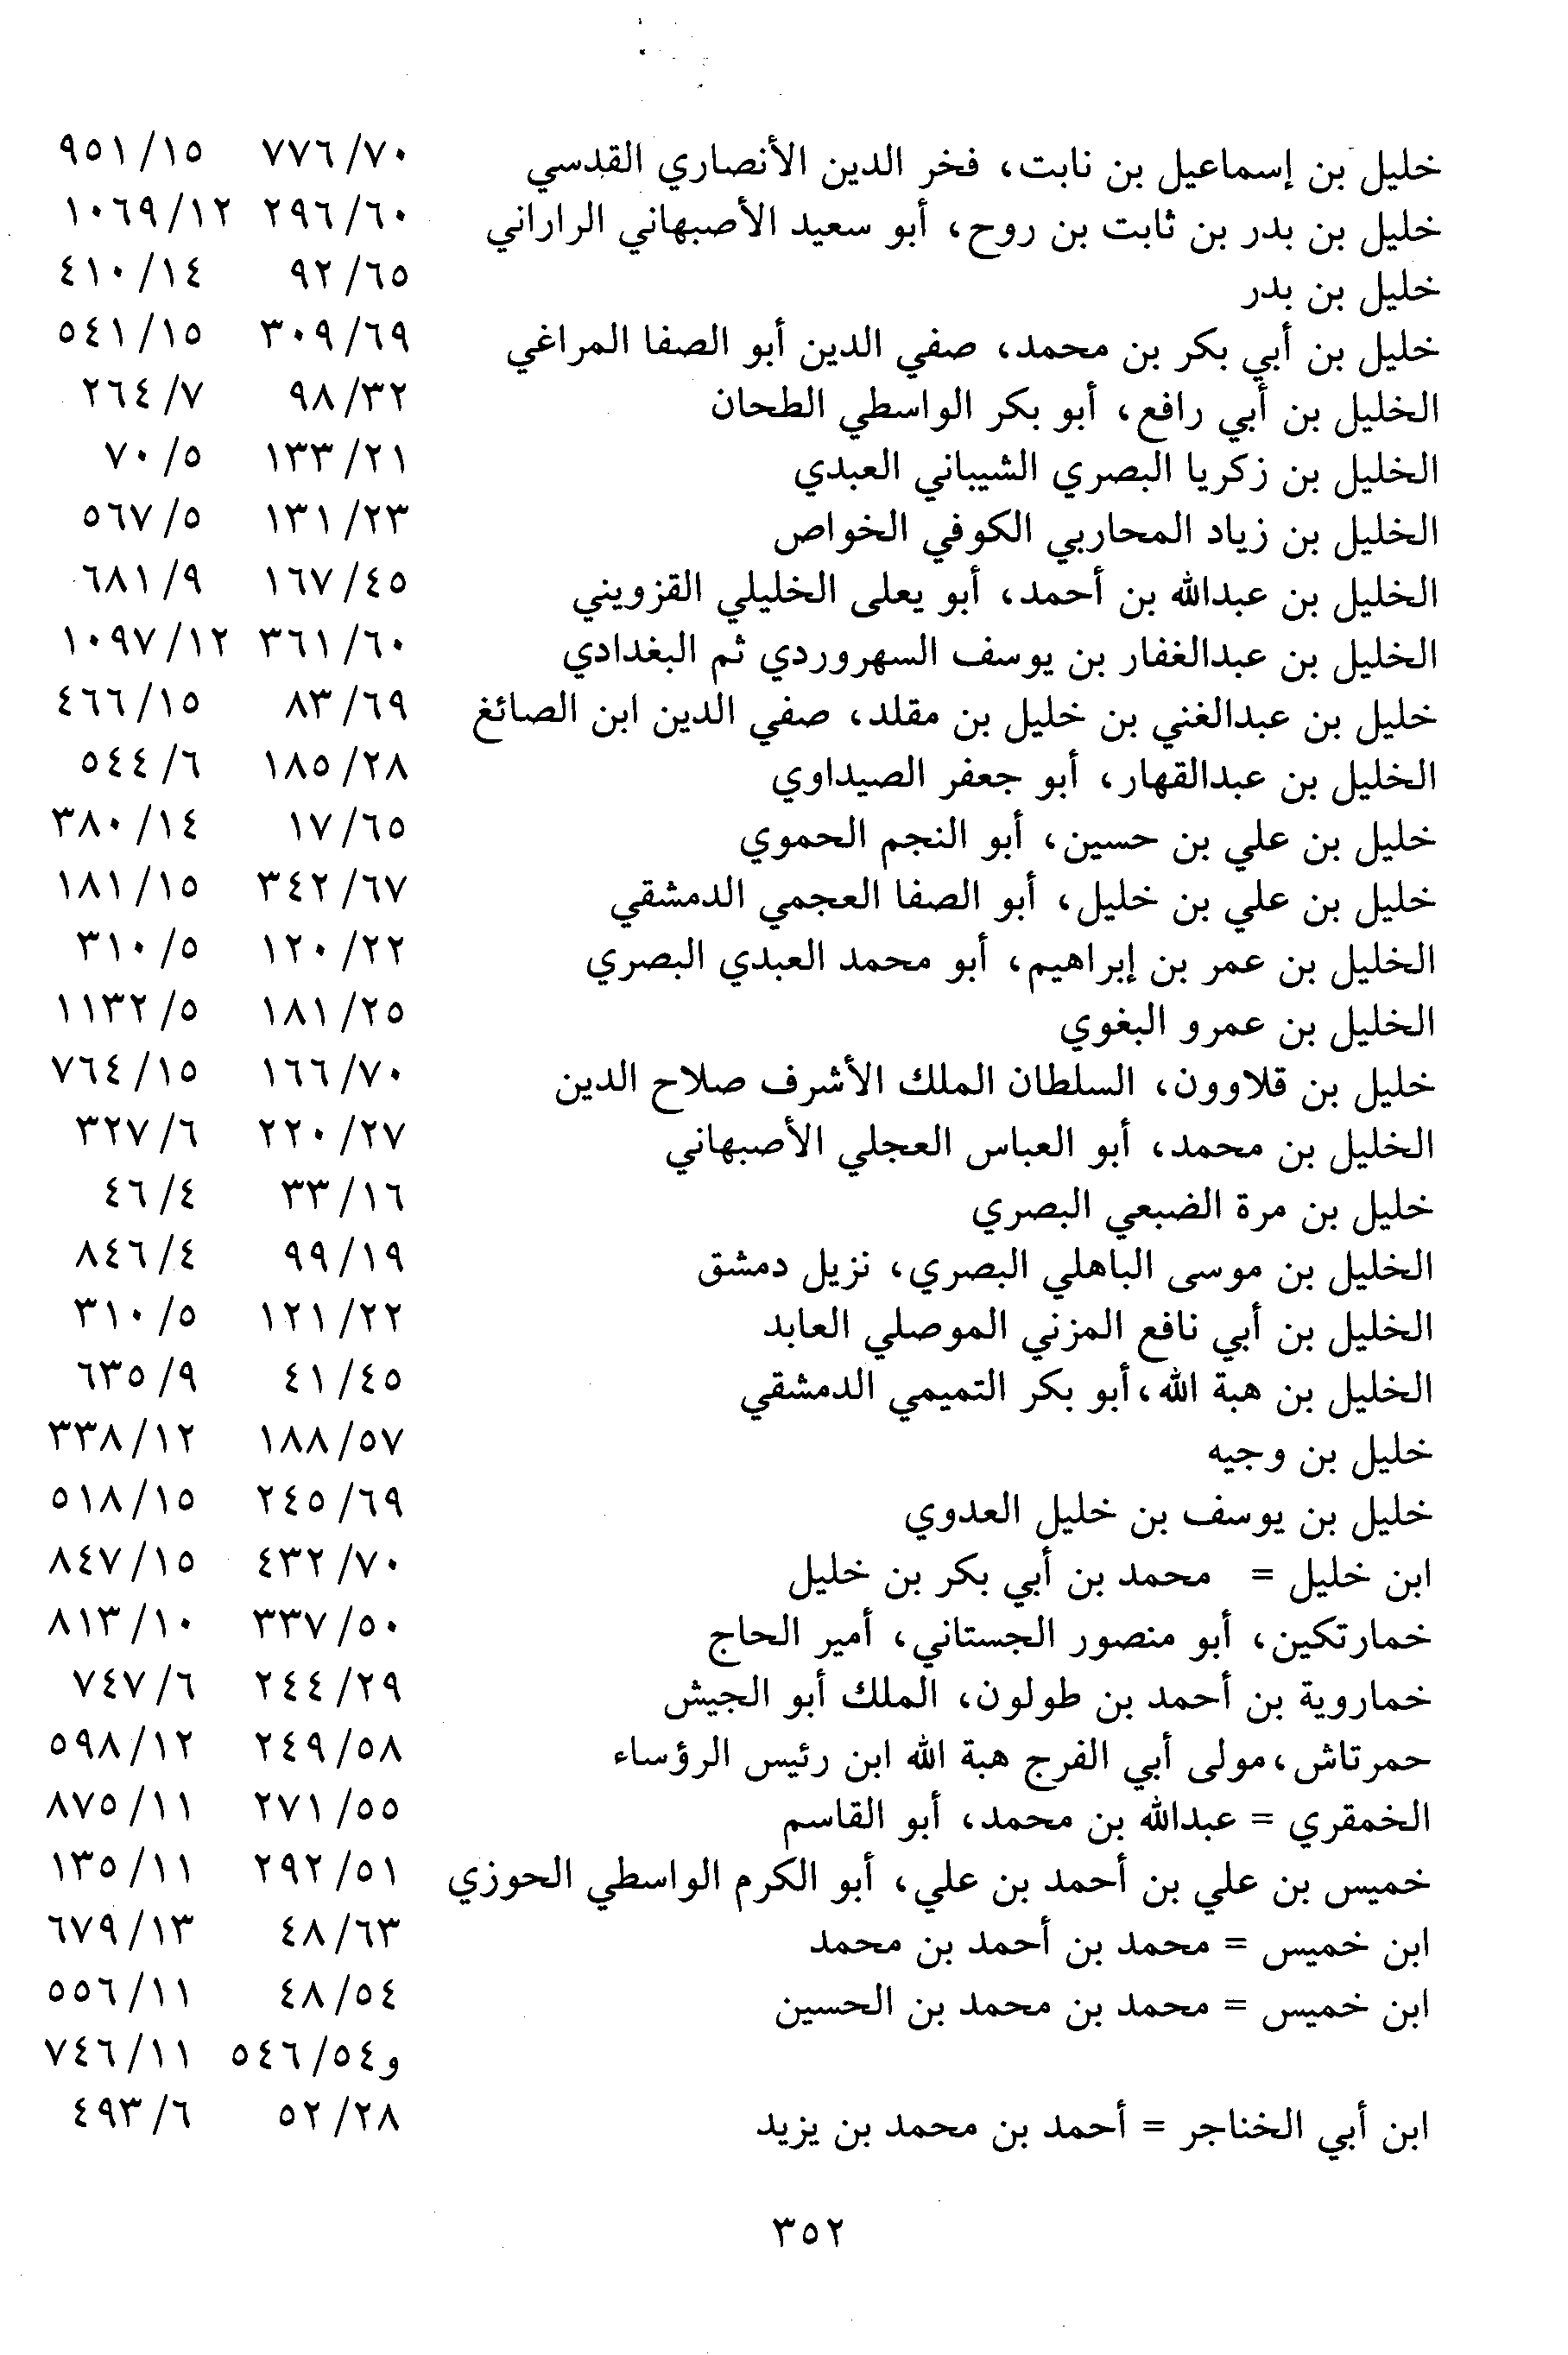 خليل بن إسماعيل بن نابت، فخر الدين الأنصاري القدسي ٧٠/٧٧٦ ١٥/٩٥١
خليل بن بدر بن ثابت بن روح، أبو سعيد الأصبهاني الراراني ٦٠/٢٩٦ ١٢/١٠٦٩
خليل بن بدر ٦٥/٩٢ ١٤/٤١٠
خليل بن أبي بكر بن محمد، صفي الدين أبو الصفا المراغي ٦٩/٣٠٩ ١٥/٥٤١
الخليل بن أبي رافع، أبو بكر الواسطي الطحان ٣٢/٩٨ ٧/٢٦٤
الخليل بن زكريا البصري الشيباني العبدي ٢١/١٣٣ ٥/٧٠
الخليل بن زياد المحاربي الكوفي الخواص ٢٣/١٣١ ٥/٥٦٧
الخليل بن عبدالله بن أحمد، أبو يعلى الخليلي القزويني ٤٥/١٦٧ ٩/٦٨١
الخليل بن عبدالغفار بن يوسف السهروردي ثم البغدادي ٦٠/٣٦١ ١٢/١٠٩٧
خليل بن عبدالغني بن خليل بن مقلد، صفي الدين ابن الصائغ ٦٩/٨٣ ١٥/٤٦٦
الخليل بن عبدالقهار، أبو جعفر الصيداوي ٢٨/١٨٥ ٦/٥٤٤
خليل بن علي بن حسين، أبو النجم الحموي ٦٥/١٧ ١٤/٣٨٠
خليل بن علي بن خليل، أبو الصفا العجمي الدمشقي ٦٧/٣٤٢ ١٥/١٨١
الخليل بن عمر بن إبراهيم، أبو محمد العبدي البصري ٢٢/١٢٠ ٥/٣١٠
الخليل بن عمرو البغوي ٢٥/١٨١ ٥/١١٣٢
خليل بن قلاوون، السلطان الملك الأشرف صلاح الدين ٧٠/١٦٦ ١٥/٧٦٤
الخليل بن محمد، أبو العباس العجلي الأصبهاني ٢٧/٢٢٠ ٦/٣٢٧
خليل بن مرة الضبعي البصري ١٦/٣٣ ٤/٤٦
الخليل بن موسى الباهلي البصري، نزيل دمشق ١٩/٩٩ ٤/٨٤٦
الخليل بن أبي نافع المزني الموصلي العابد ٢٢/١٢١ ٥/٣١٠
الخليل بن هبة الله، أبو بكر التميمي الدمشقي ٤٥/٤١ ٩/٦٣٥
خليل بن وجيه ٥٧/١٨٨ ١٢/٣٣٨
خليل بن يوسف بن خليل العدوي ٦٩/٢٤٥ ١٥/٥١٨
ابن خليل = محمد بن أبي بكر بن خليل ٧٠/٤٣٢ ١٥/٨٤٧
خمارتكين، أبو منصور الجستاني، أمير الحاج ٥٠/٣٣٧ ١٠/٨١٣
خماروية بن أحمد بن طولون، الملك أبو الجيش ٢٩/٢٤٤ ٦/٧٤٧
حمرتاش، مولى أبي الفرج هبة الله ابن رئيس الرؤساء ٥٨/٢٤٩ ١٢/٥٩٨
الخمقري = عبدالله بن محمد، أبو القاسم ٥٥/٢٧١ ١١/٨٧٥
خميس بن علي بن أحمد بن علي، أبو الكرم الواسطي الحوزي ٥١/٢٩٢ ١١/١٣٥
ابن خميس = محمد بن أحمد بن محمد ٦٣/٤٨ ١٣/٦٧٩
ابن خميس = محمد بن محمد بن الحسين ٥٤/٤٨ ١١/٥٥٦
و٥٤/٥٤٦ ١١/٧٤٦
ابن أبي الخناجر = أحمد بن محمد بن يزيد ٢٨/٥٢ ٦/٤٩٣
٣٥٢